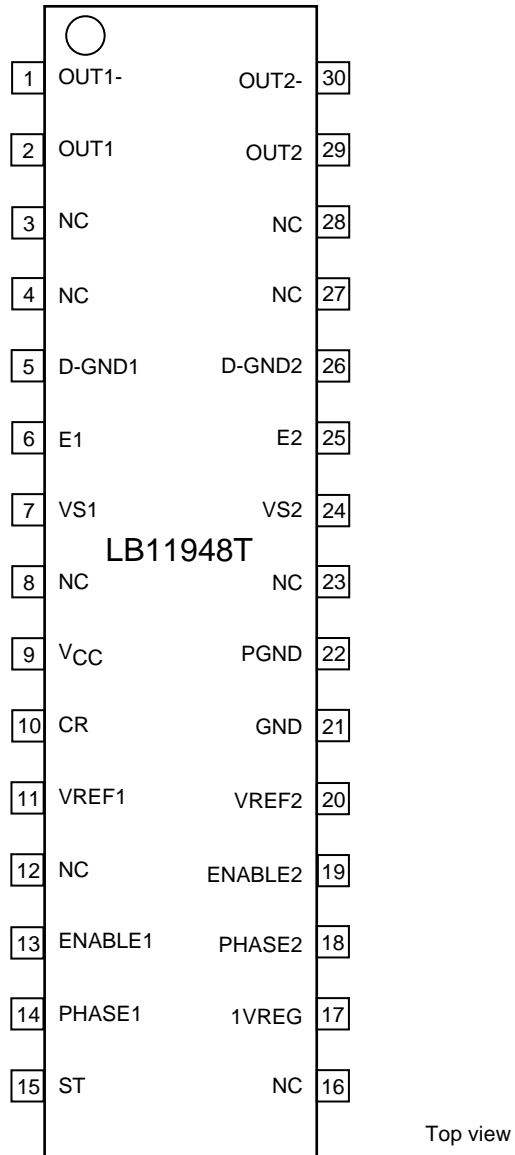 1 OUT1- OUT2- 30
2 OUT1 OUT2 29
3 NC NC 28
4 NC NC 27
5 D-GND1 D-GND2 26
6 E1 E2 25
7 VS1 VS2 24
LB11948T
8 NC NC 23
9 VCC PGND 22
10 CR GND 21
11 VREF1 VREF2 20
12 NC ENABLE2 19
13 ENABLE1 PHASE2 18
14 PHASE1 1VREG 17
15 ST NC 16
Top view